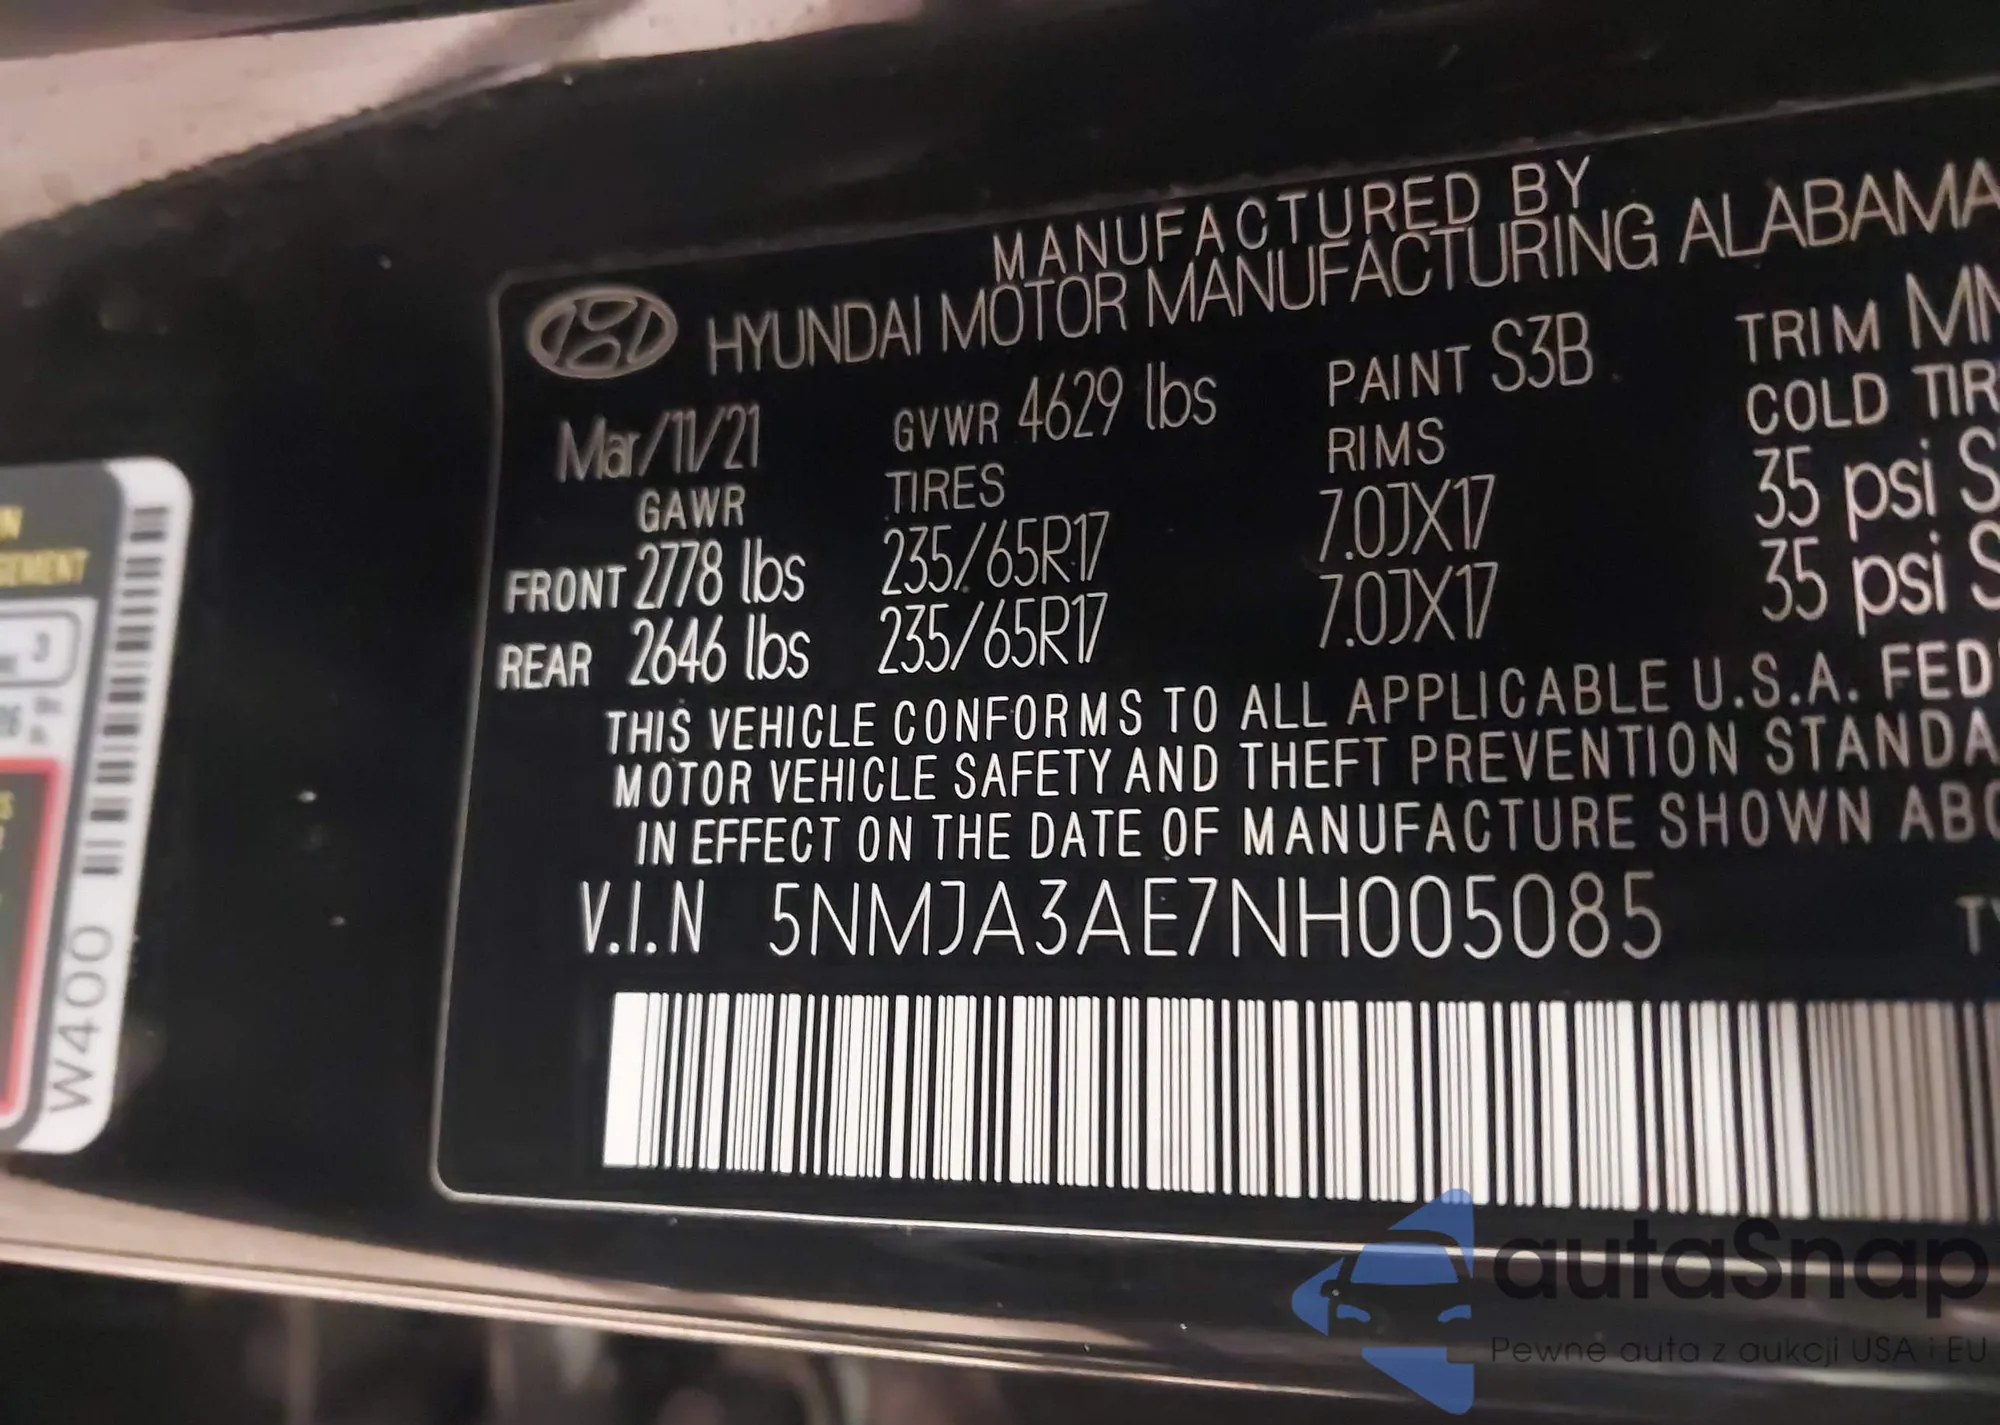 MANUFACTURED BY
HYUNDAI MOTOR MANUFACTURING ALABAMA
Mar/11/21 GVWR 4629 lbs PAINT S3B TRIM
GAWR TIRES RIMS COLD
FRONT 2778 lbs 235/65R17 7.0JX17 35 psi
REAR 2646 lbs 235/65R17 7.0JX17 35 psi
THIS VEHICLE CONFORMS TO ALL APPLICABLE U.S.A.
MOTOR VEHICLE SAFETY AND THEFT PREVENTION
IN EFFECT ON THE DATE OF MANUFACTURE SHOWN
V.I.N 5NMJA3AE7NH005085
W400
3
autaSnap
Pewne auta z aukcji USA i EU